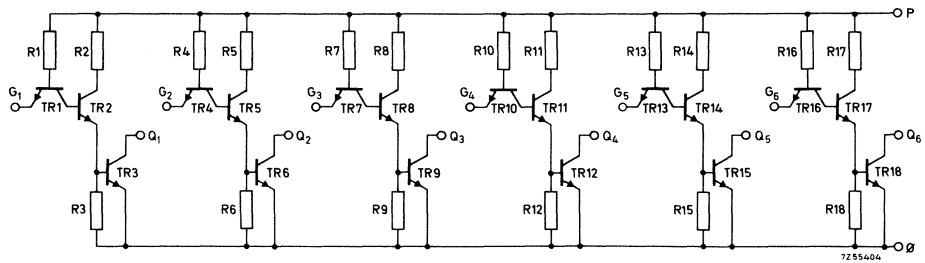 P
R1 R2 R4 R5 R7 R8 R10 R11 R13 R14 R16 R17
G1 TR1 TR2 G2 TR4 TR5 G3 TR7 TR8 G4 TR10 TR11 G5 TR13 TR14 G6 TR16 TR17
Q1 Q2 Q3 Q4 Q5 Q6
TR3 TR6 TR9 TR12 TR15 TR18
R3 R6 R9 R12 R15 R18
Ø
7Z55404